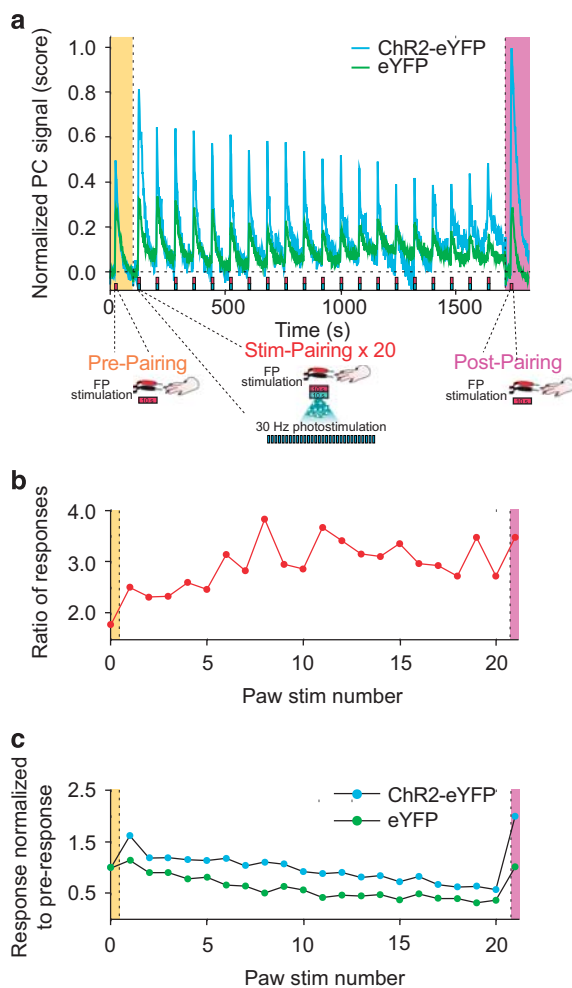 a
Normalized PC signal (score)
1.0
0.8
0.6
0.4
0.2
0.0
ChR2-eYFP
eYFP
0
500
1000
1500
Time (s)
Pre-Pairing
FP
stimulation
10 s
Stim-Pairing x 20
FP
stimulation
10 s
10 s
30 Hz photostimulation
Post-Pairing
FP
stimulation
10 s
b
Ratio of responses
4.0
3.0
2.0
0
5
10
15
20
Paw stim number
c
Response normalized
to pre-response
2.5
1.5
0.5
ChR2-eYFP
eYFP
0
5
10
15
20
Paw stim number